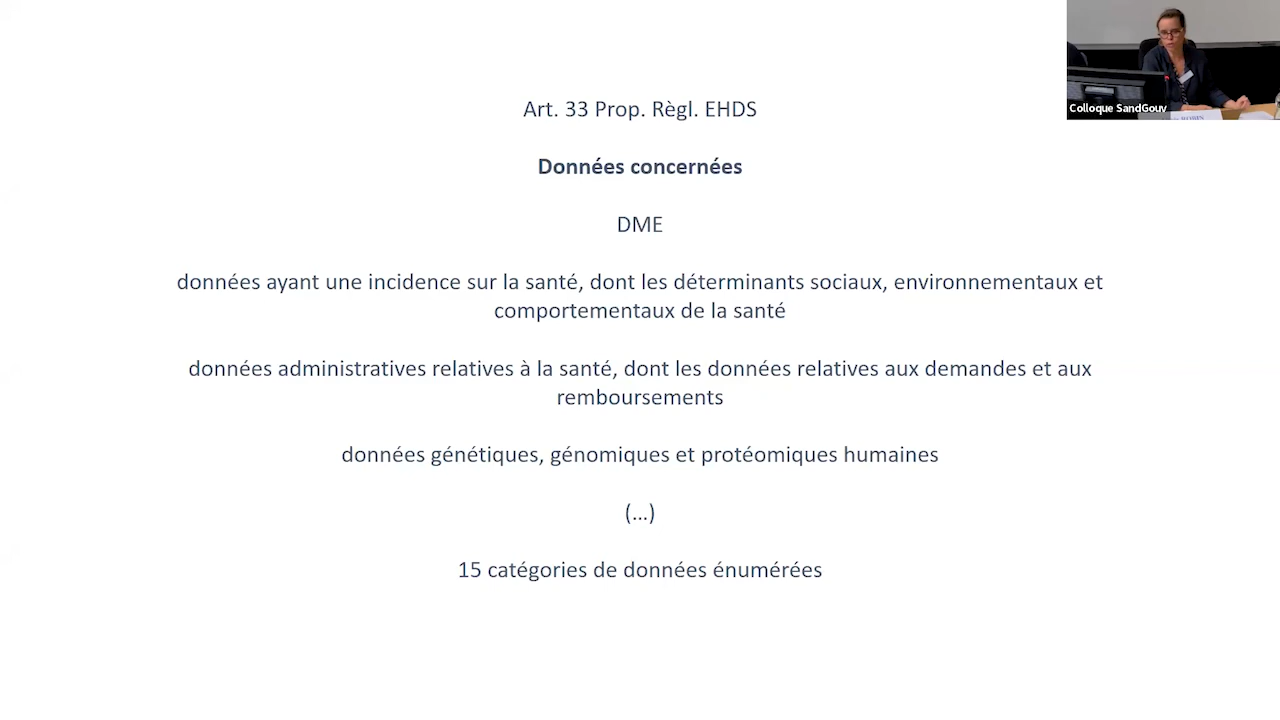 Art. 33 Prop. Règl. EHDS
Données concernées
DME
données ayant une incidence sur la santé, dont les déterminants sociaux, environnementaux et
comportementaux de la santé
données administratives relatives à la santé, dont les données relatives aux demandes et aux
remboursements
données génétiques, génomiques et protéomiques humaines
(...)
15 catégories de données énumérées
Colloque SandGouv
ROBIN